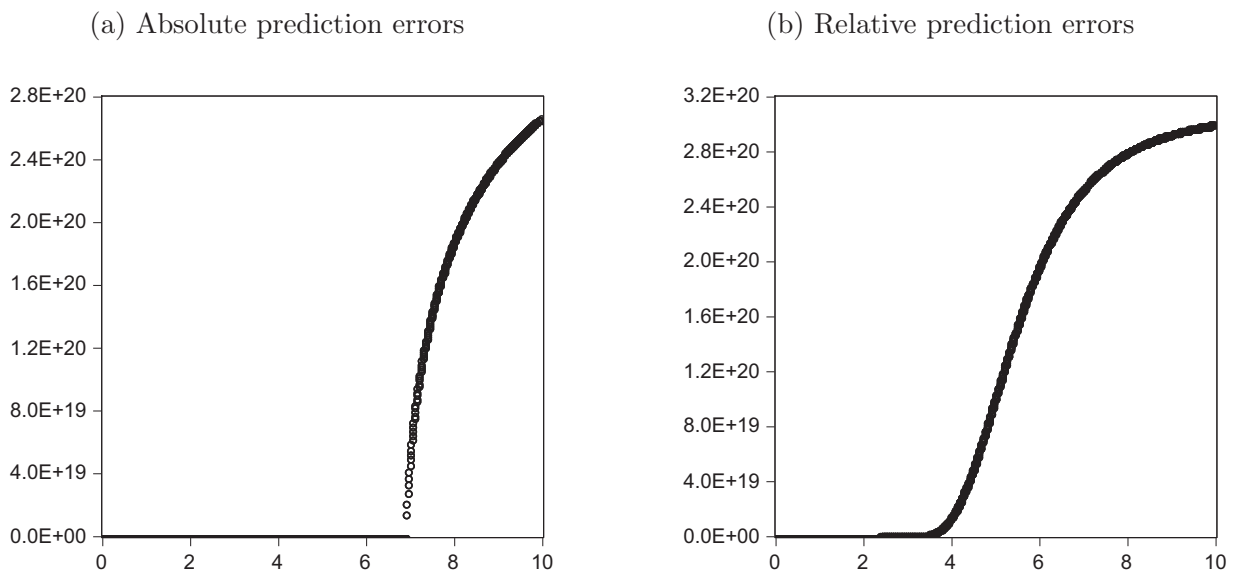 (a) Absolute prediction errors
(b) Relative prediction errors
2.8E+20
2.4E+20
2.0E+20
1.6E+20
1.2E+20
8.0E+19
4.0E+19
0.0E+00
0 2 4 6 8 10
3.2E+20
2.8E+20
2.4E+20
2.0E+20
1.6E+20
1.2E+20
8.0E+19
4.0E+19
0.0E+00
0 2 4 6 8 10